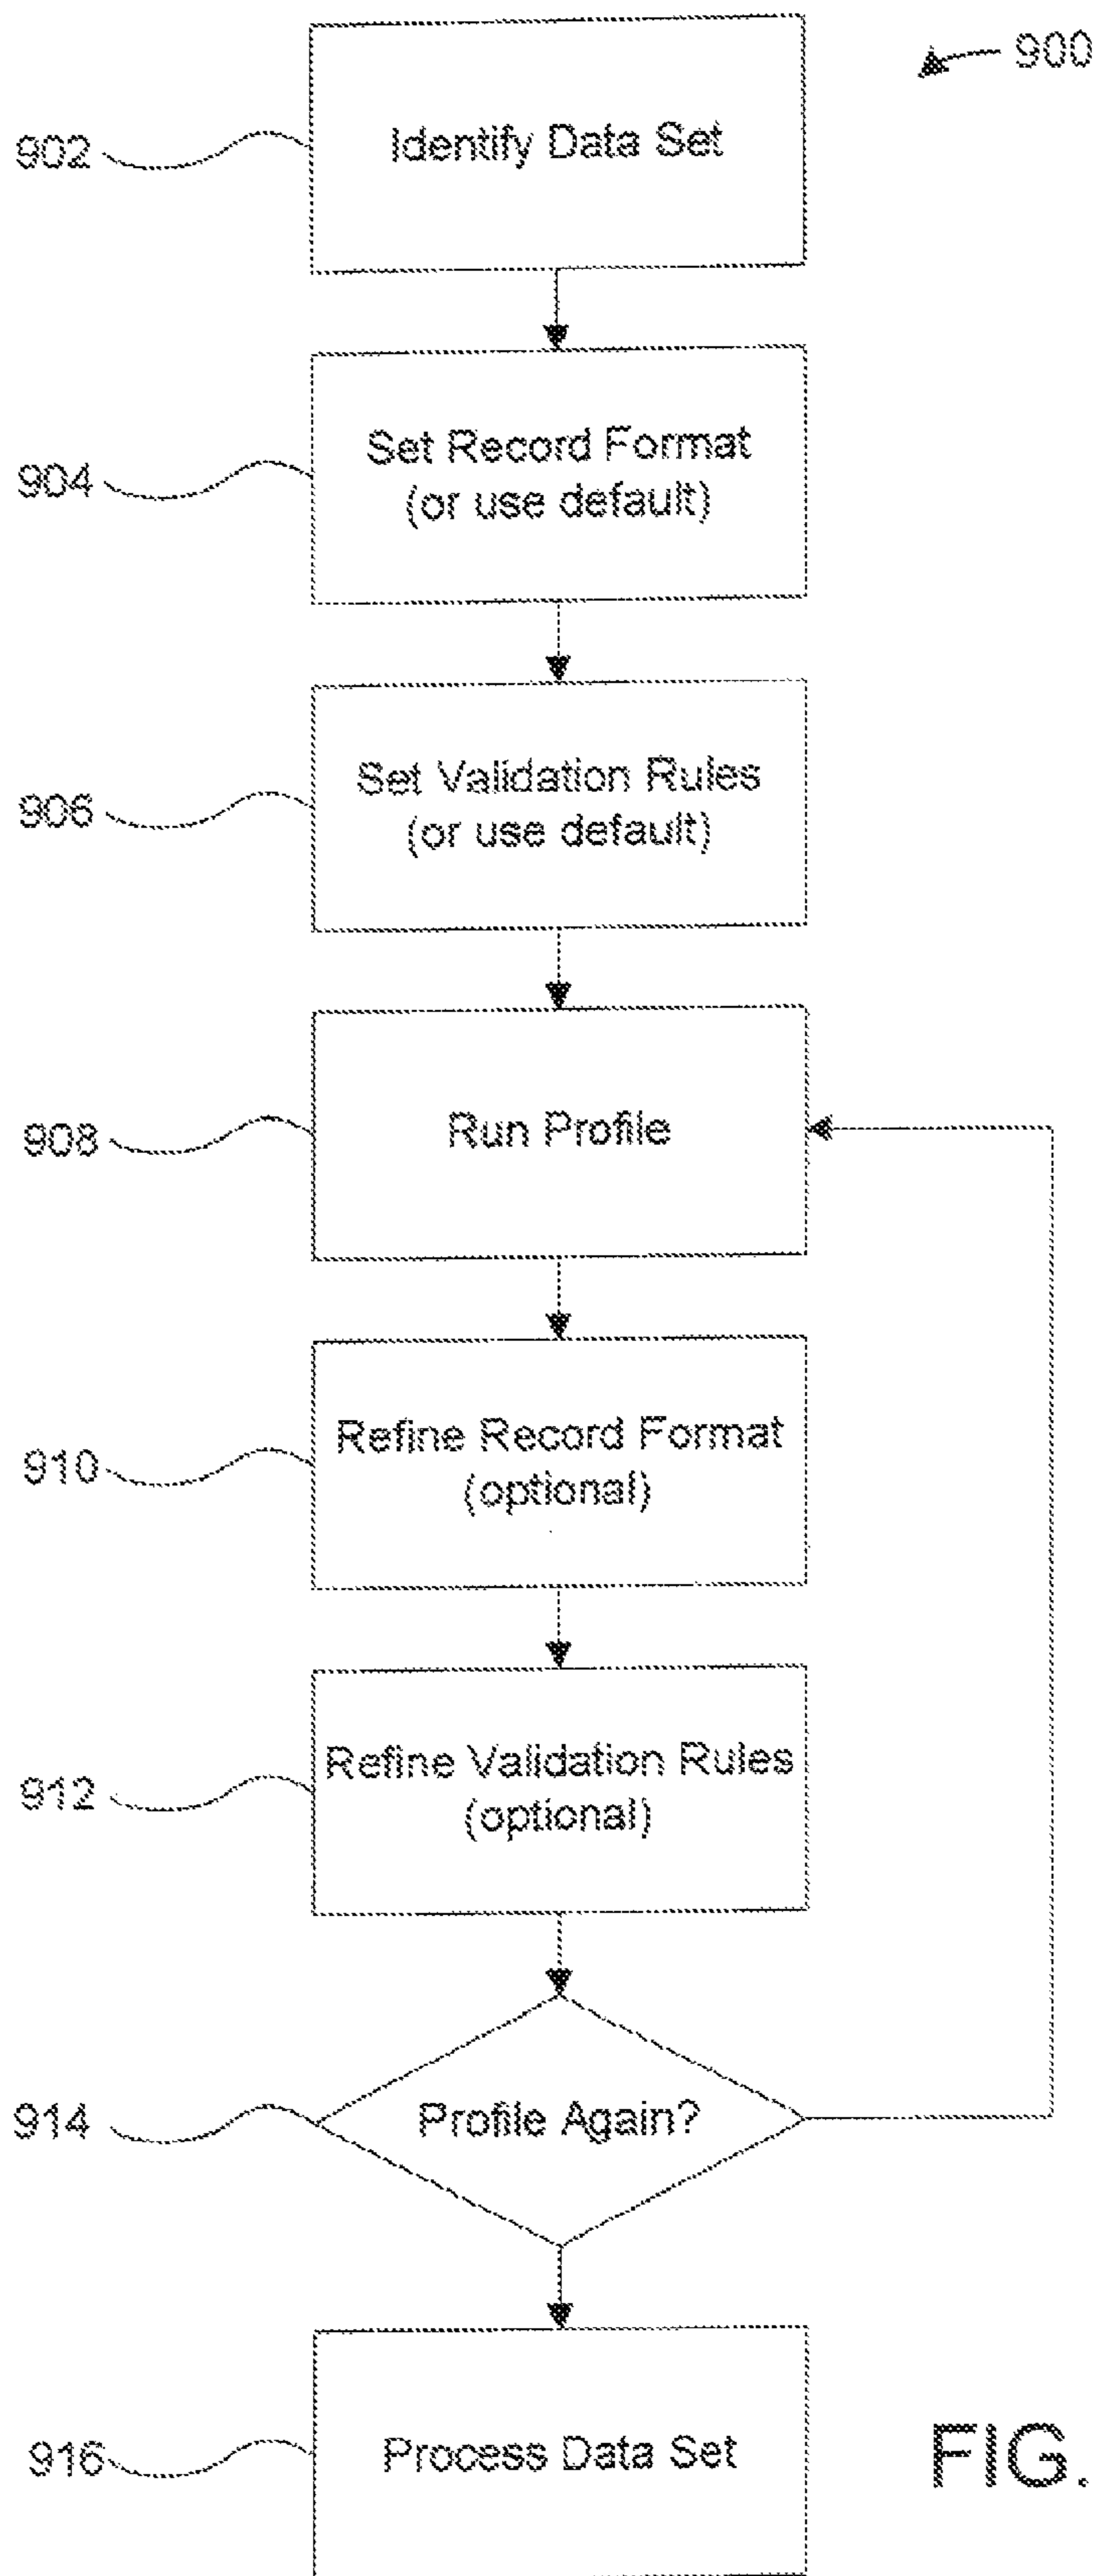 900
902
Identify Data Set
904
Set Record Format
(or use default)
906
Set Validation Rules
(or use default)
908
Run Profile
910
Refine Record Format
(optional)
912
Refine Validation Rules
(optional)
914
Profile Again?
916
Process Data Set
FIG.